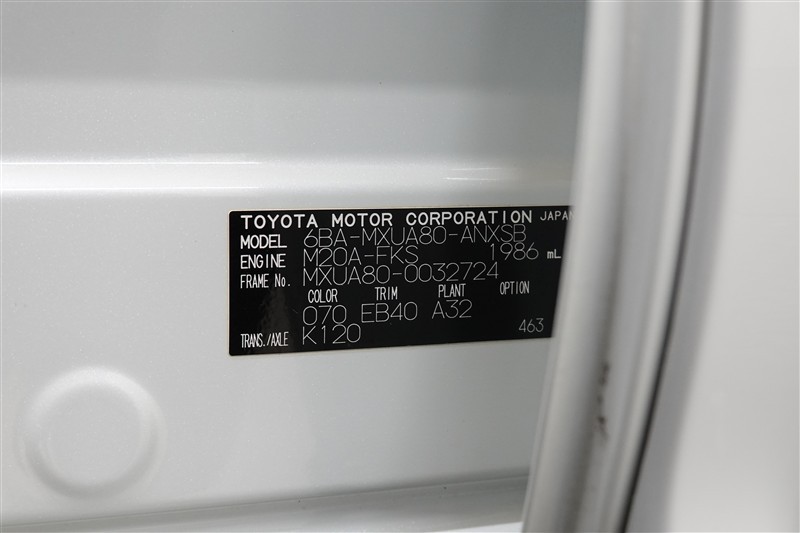 TOYOTA MOTOR CORPORATION JAPAN
MODEL 6BA-MXUA80-ANXSB
ENGINE M20A-FKS 1986 mL
FRAME No. MXUA80-0032724
COLOR TRIM PLANT OPTION
070 EB40 A32
TRANS./AXLE K120 463